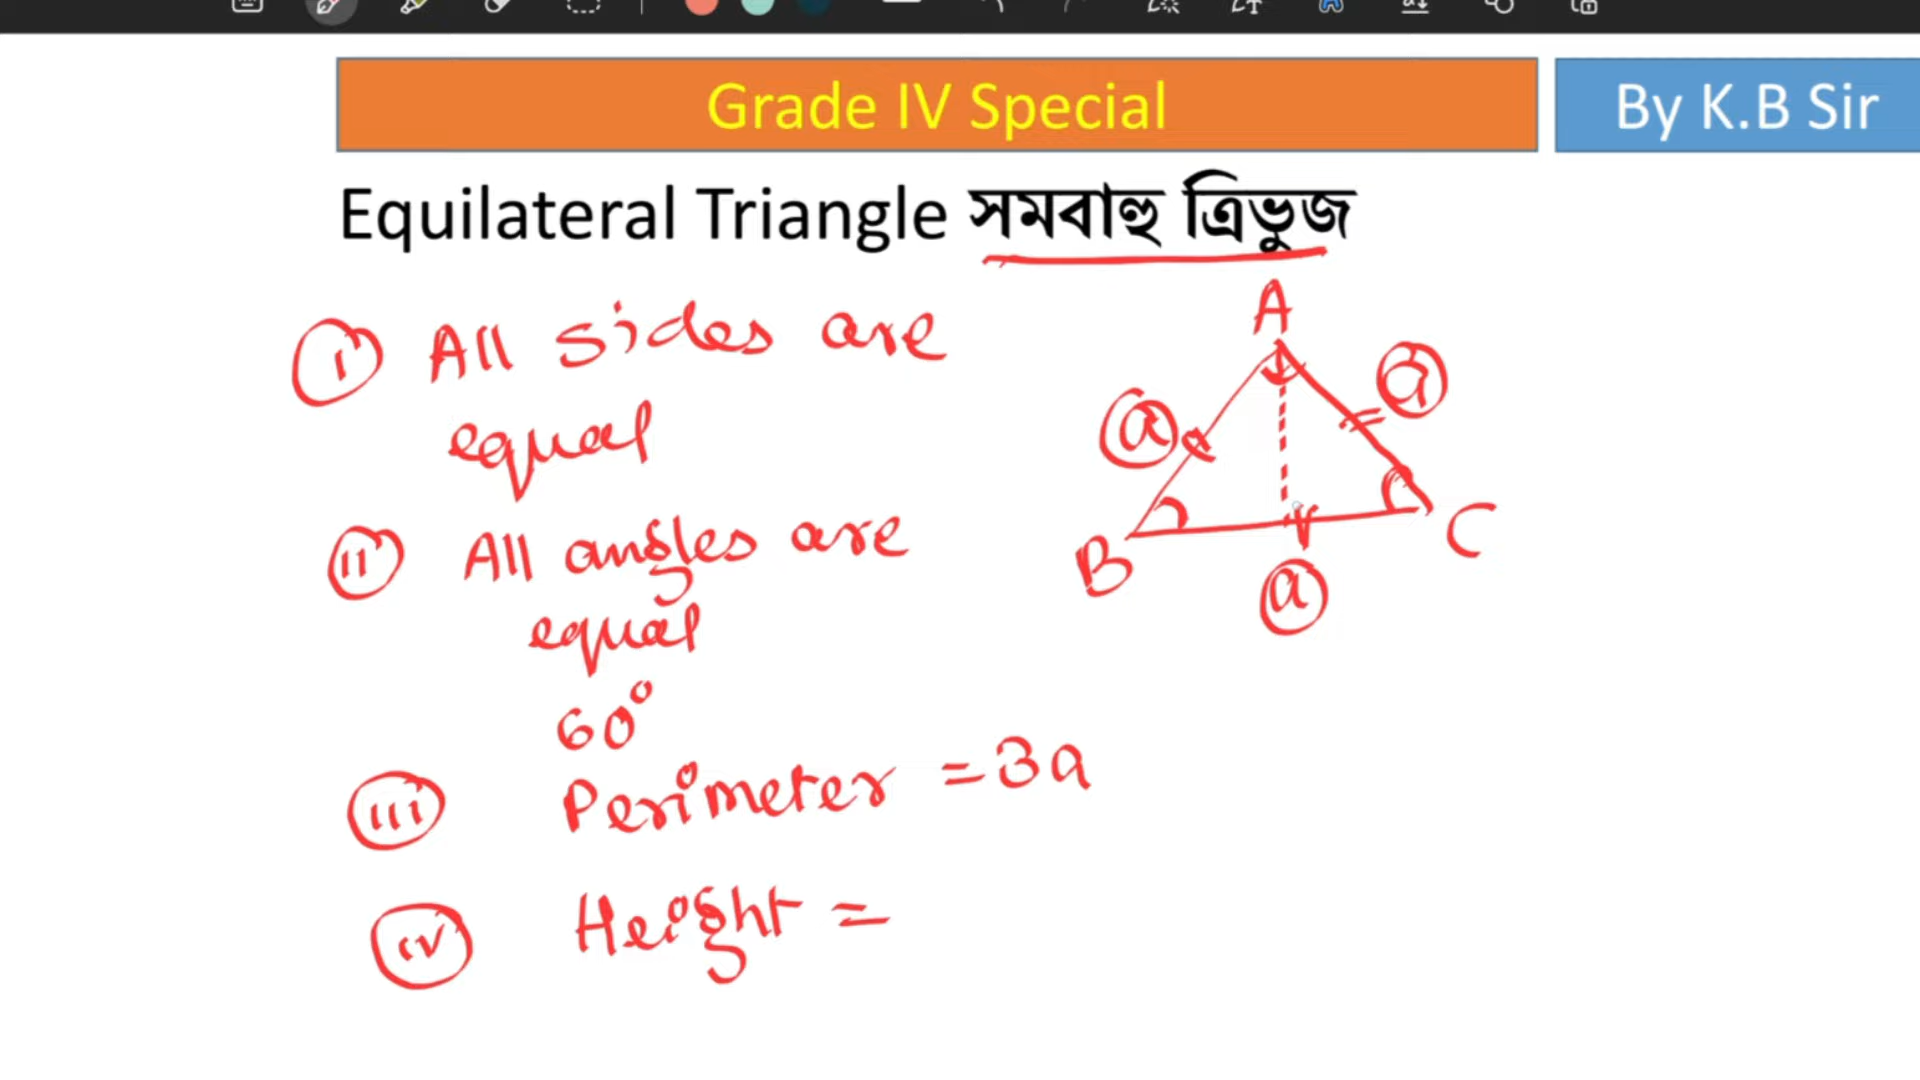 Grade IV Special
By K.B Sir
Equilateral Triangle সমবাহু ত্রিভুজ
(i) All sides are
equal
(ii) All angles are
equal
60°
(iii) Perimeter = 3a
(iv) Height =
A
a
a
B
C
a